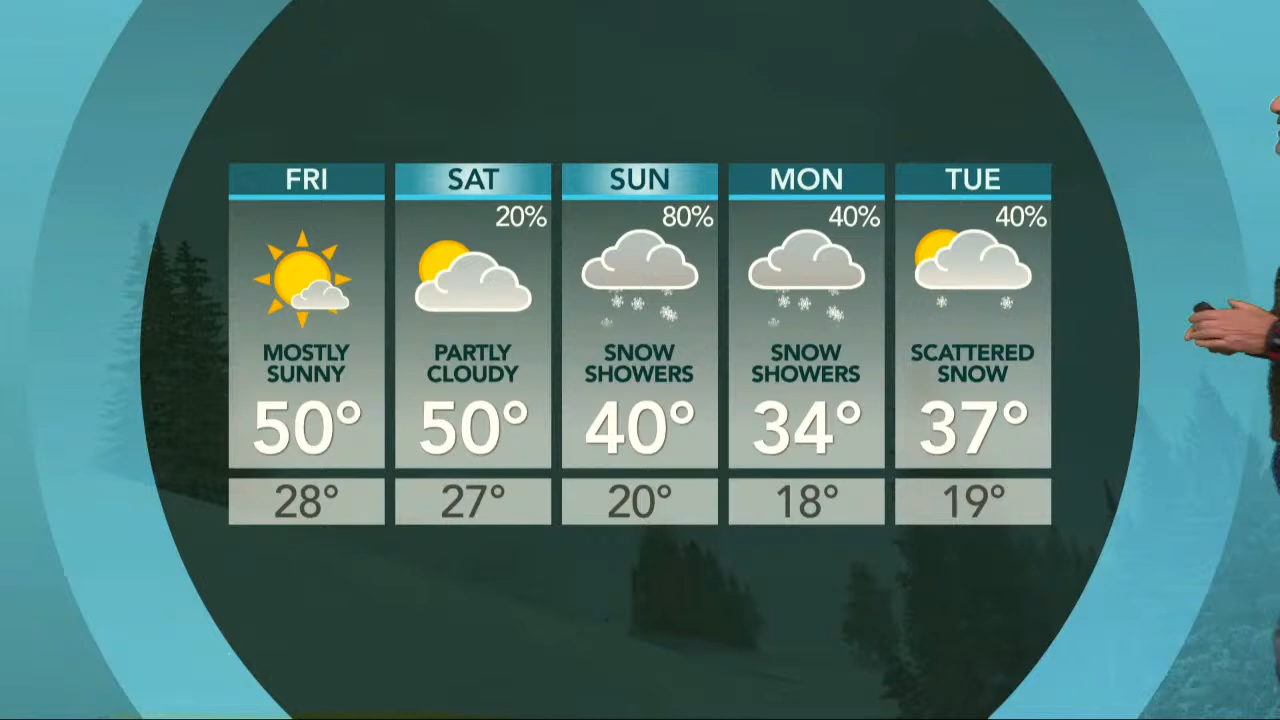 FRI
SAT
SUN
MON
TUE
20%
80%
40%
40%
MOSTLY
SUNNY
PARTLY
CLOUDY
SNOW
SHOWERS
SNOW
SHOWERS
SCATTERED
SNOW
50°
50°
40°
34°
37°
28°
27°
20°
18°
19°